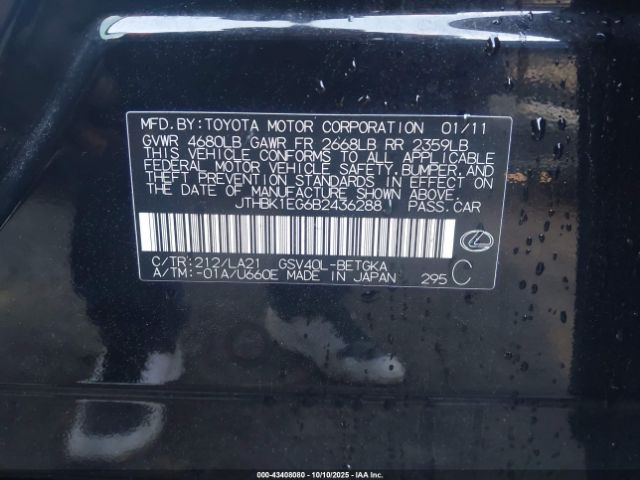 MFD.BY:TOYOTA MOTOR CORPORATION 01/11
GVWR 4680LB GAWR FR 2668LB RR 2359LB
THIS VEHICLE CONFORMS TO ALL APPLICABLE
FEDERAL MOTOR VEHICLE SAFETY,BUMPER,AND
THEFT PREVENTION STANDARDS IN EFFECT ON
THE DATE OF MANUFACTURE SHOWN ABOVE.
JTHBK1EG6B2436288 PASS.CAR
C/TR:212/LA21 GSV40L-BETGKA
A/TM:-01A/U660E MADE IN JAPAN 295 C
000-43408080 - 10/10/2025 - IAA Inc.